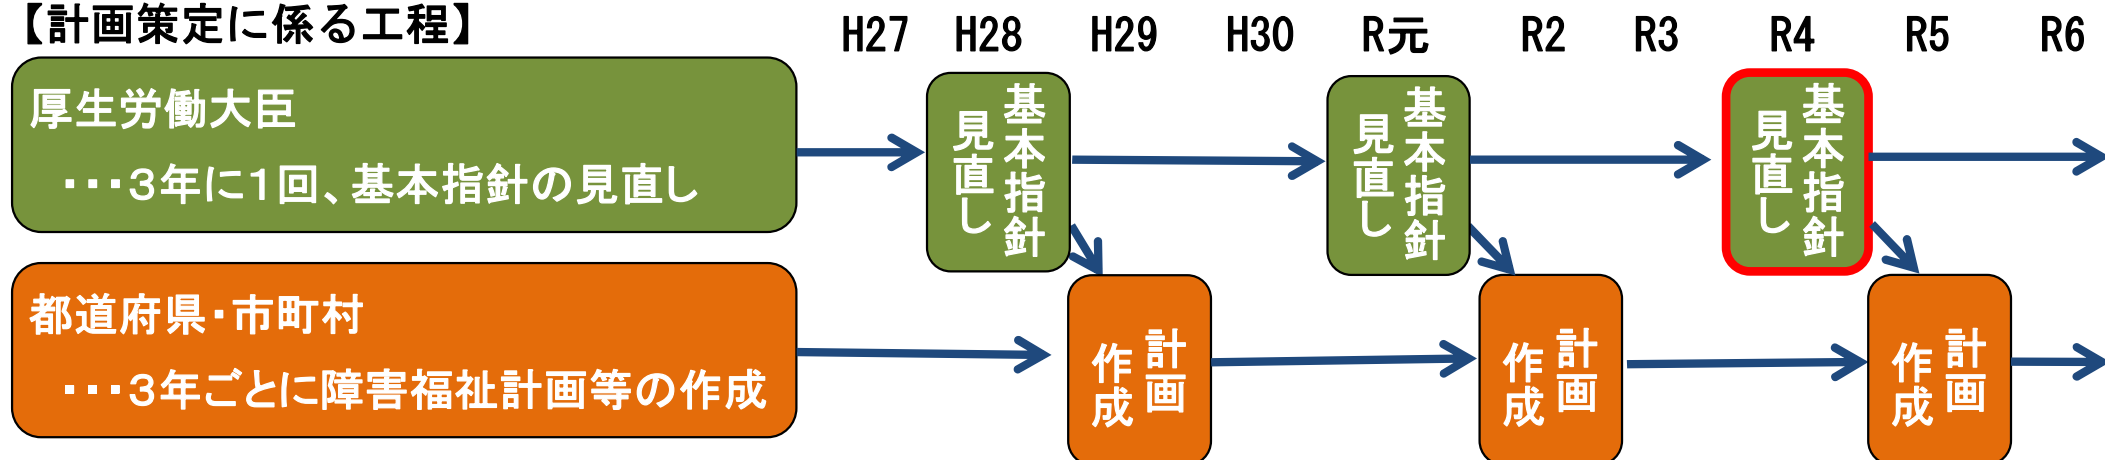 【計画策定に係る工程】
H27 H28 H29 H30 R元 R2 R3 R4 R5 R6
厚生労働大臣
・・・３年に１回、基本指針の見直し
基本指針
見直し
基本指針
見直し
基本指針
見直し
都道府県・市町村
・・・３年ごとに障害福祉計画等の作成
計画
作成
計画
作成
計画
作成